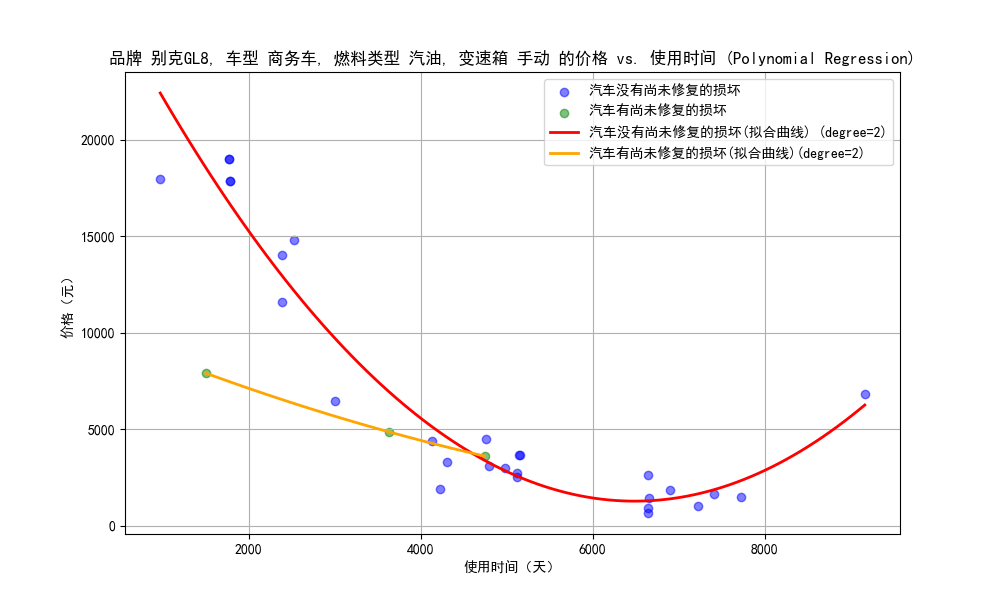 品牌 别克GL8, 车型 商务车, 燃料类型 汽油, 变速箱 手动 的价格 vs. 使用时间 (Polynomial Regression)
汽车没有尚未修复的损坏
汽车有尚未修复的损坏
汽车没有尚未修复的损坏(拟合曲线) (degree=2)
汽车有尚未修复的损坏(拟合曲线)(degree=2)
价格（元）
20000
15000
10000
5000
0
2000 4000 6000 8000
使用时间（天）